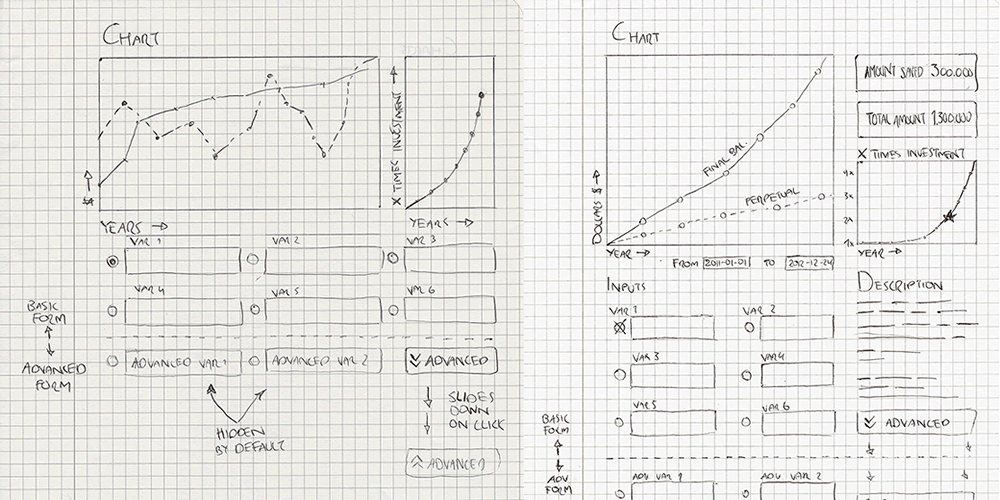 CHART
X TIMES INVESTMENT →
$ →
YEARS →
YEARS →
VAR 1
VAR 2
VAR 3
VAR 4
VAR 5
VAR 6
BASIC
FORM
ADVANCED
FORM
ADVANCED VAR 1
ADVANCED VAR 2
ADVANCED
SLIDES
DOWN
ON CLICK
HIDDEN
BY DEFAULT
ADVANCED
CHART
AMOUNT SAVED 300.000
TOTAL AMOUNT 1.300.000
X TIMES INVESTMENT
4x
3x
2x
1x
FINAL BAL.
PERPETUAL
DOLLARS $ →
YEAR →
YEAR →
FROM 2011-01-01 TO 2012-12-24
INPUTS
DESCRIPTION
VAR 1
VAR 2
VAR 3
VAR 4
VAR 5
VAR 6
ADVANCED
BASIC
FORM
ADV
FORM
ADV VAR 1
ADV VAR 2